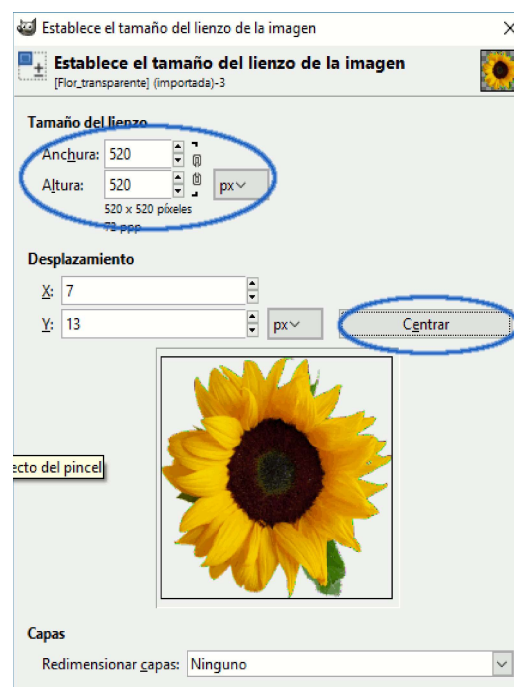 Establece el tamaño del lienzo de la imagen
Establece el tamaño del lienzo de la imagen
[Flor_transparente] (importada)-3
Tamaño del lienzo
Anchura: 520
Altura: 520 px
520 x 520 píxeles
72 ppp
Desplazamiento
X: 7
Y: 13 px Centrar
ecto del pincel
Capas
Redimensionar capas: Ninguno